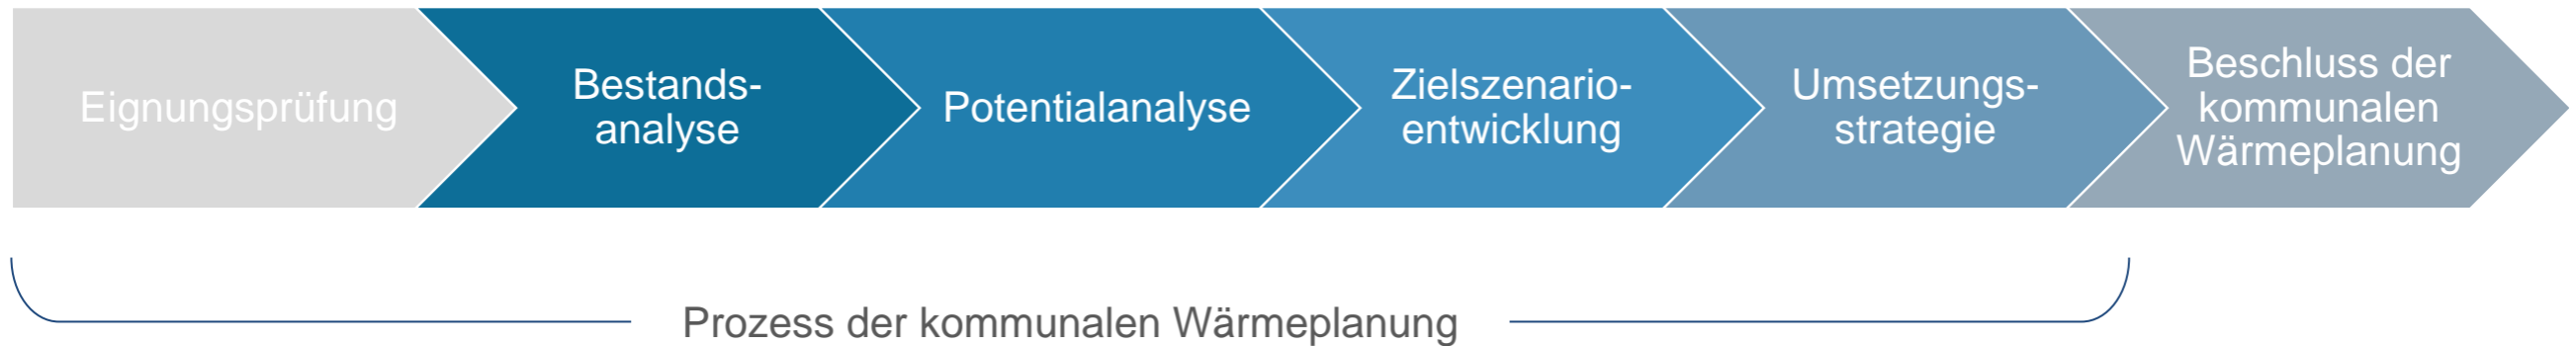 Eignungsprüfung
Bestands-
analyse
Potentialanalyse
Zielszenario-
entwicklung
Umsetzungs-
strategie
Beschluss der
kommunalen
Wärmeplanung
Prozess der kommunalen Wärmeplanung